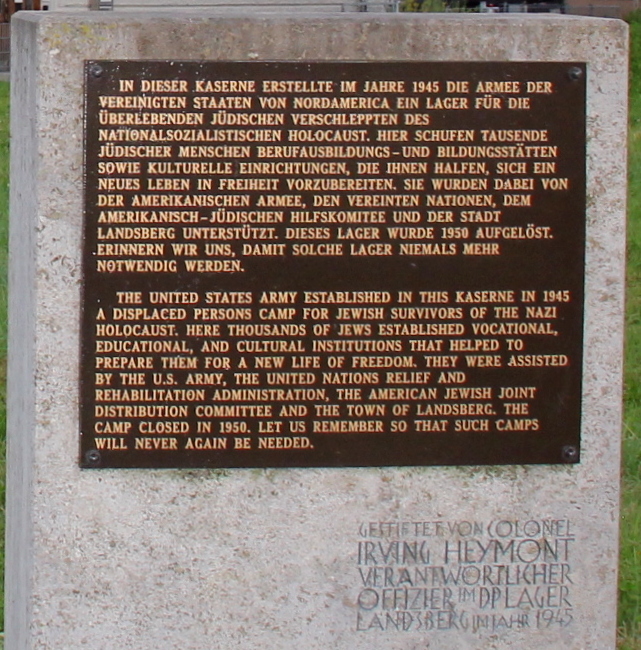 IN DIESER KASERNE ERSTELLTE IM JAHRE 1945 DIE ARMEE DER
VEREINIGTEN STAATEN VON NORDAMERICA EIN LAGER FÜR DIE
ÜBERLEBENDEN JÜDISCHEN VERSCHLEPPTEN DES
NATIONALSOZIALISTISCHEN HOLOCAUST. HIER SCHUFEN TAUSENDE
JÜDISCHER MENSCHEN BERUFAUSBILDUNGS-UND BILDUNGSSTÄTTEN
SOWIE KULTURELLE EINRICHTUNGEN, DIE IHNEN HALFEN, SICH EIN
NEUES LEBEN IN FREIHEIT VORZUBEREITEN. SIE WURDEN DABEI VON
DER AMERIKANISCHEN ARMEE, DEN VEREINTEN NATIONEN, DEM
AMERIKANISCH-JÜDISCHEN HILFSKOMITEE UND DER STADT
LANDSBERG UNTERSTÜTZT. DIESES LAGER WURDE 1950 AUFGELÖST.
ERINNERN WIR UNS, DAMIT SOLCHE LAGER NIEMALS MEHR
NOTWENDIG WERDEN.
THE UNITED STATES ARMY ESTABLISHED IN THIS KASERNE IN 1945
A DISPLACED PERSONS CAMP FOR JEWISH SURVIVORS OF THE NAZI
HOLOCAUST. HERE THOUSANDS OF JEWS ESTABLISHED VOCATIONAL,
EDUCATIONAL, AND CULTURAL INSTITUTIONS THAT HELPED TO
PREPARE THEM FOR A NEW LIFE OF FREEDOM. THEY WERE ASSISTED
BY THE U.S. ARMY, THE UNITED NATIONS RELIEF AND
REHABILITATION ADMINISTRATION, THE AMERICAN JEWISH JOINT
DISTRIBUTION COMMITTEE AND THE TOWN OF LANDSBERG. THE
CAMP CLOSED IN 1950. LET US REMEMBER SO THAT SUCH CAMPS
WILL NEVER AGAIN BE NEEDED.
GESTIFTET VON COLONEL
IRVING HEYMONT
VERANTWORTLICHER
OFFIZIER IM DP LAGER
LANDSBERG IM JAHR 1945